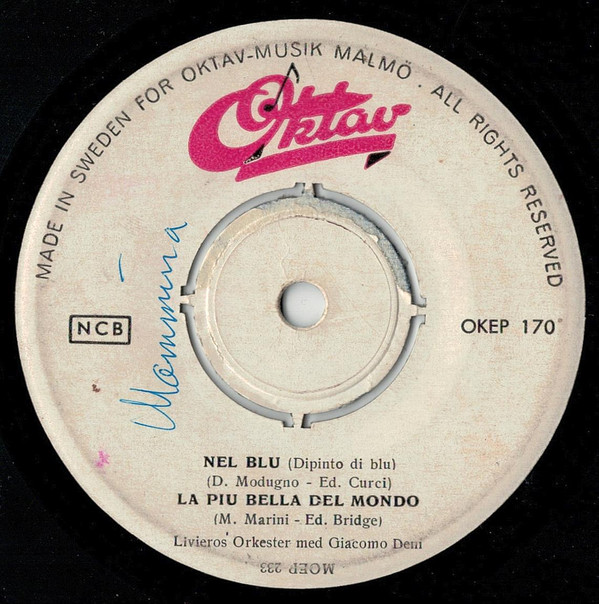 MADE IN SWEDEN FOR OKTAV-MUSIK MALMÖ · ALL RIGHTS RESERVED
Oktav
NCB
OKEP 170
Mammina
NEL BLU (Dipinto di blu)
(D. Modugno - Ed. Curci)
LA PIU BELLA DEL MONDO
(M. Marini - Ed. Bridge)
Livieros Orkester med Giacomo Deni
MOEP 233